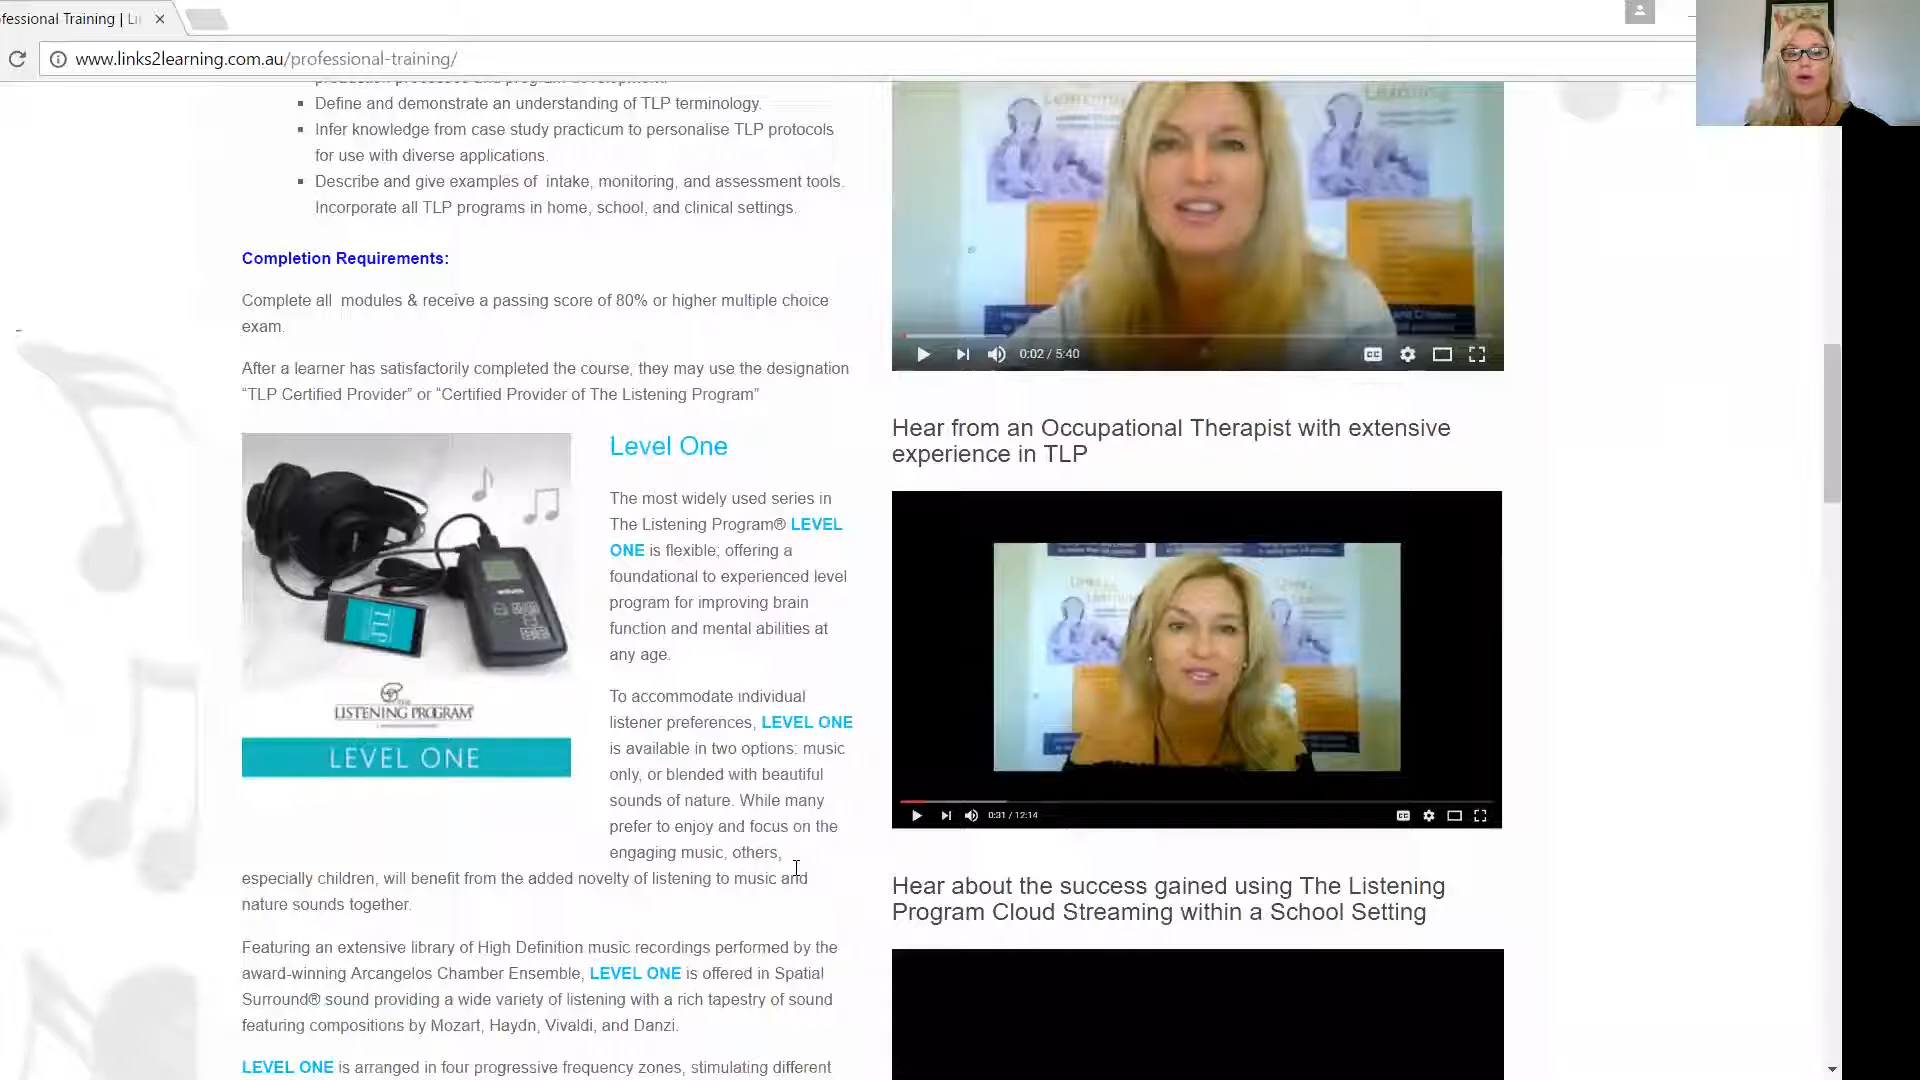 fessional Training | Li
www.links2learning.com.au/professional-training/
production processes and program development.
Define and demonstrate an understanding of TLP terminology.
Infer knowledge from case study practicum to personalise TLP protocols
for use with diverse applications.
Describe and give examples of intake, monitoring, and assessment tools.
Incorporate all TLP programs in home, school, and clinical settings.
Completion Requirements:
Complete all modules & receive a passing score of 80% or higher multiple choice
exam.
After a learner has satisfactorily completed the course, they may use the designation
“TLP Certified Provider” or “Certified Provider of The Listening Program”
TLP
LISTENING PROGRAM
LEVEL ONE
Level One
The most widely used series in
The Listening Program® LEVEL
ONE is flexible; offering a
foundational to experienced level
program for improving brain
function and mental abilities at
any age.
To accommodate individual
listener preferences, LEVEL ONE
is available in two options: music
only, or blended with beautiful
sounds of nature. While many
prefer to enjoy and focus on the
engaging music, others,
especially children, will benefit from the added novelty of listening to music and
nature sounds together.
Featuring an extensive library of High Definition music recordings performed by the
award-winning Arcangelos Chamber Ensemble, LEVEL ONE is offered in Spatial
Surround® sound providing a wide variety of listening with a rich tapestry of sound
featuring compositions by Mozart, Haydn, Vivaldi, and Danzi.
LEVEL ONE is arranged in four progressive frequency zones, stimulating different
0:02 / 5:40
CC
Hear from an Occupational Therapist with extensive
experience in TLP
0:31 / 12:14
CC
Hear about the success gained using The Listening
Program Cloud Streaming within a School Setting